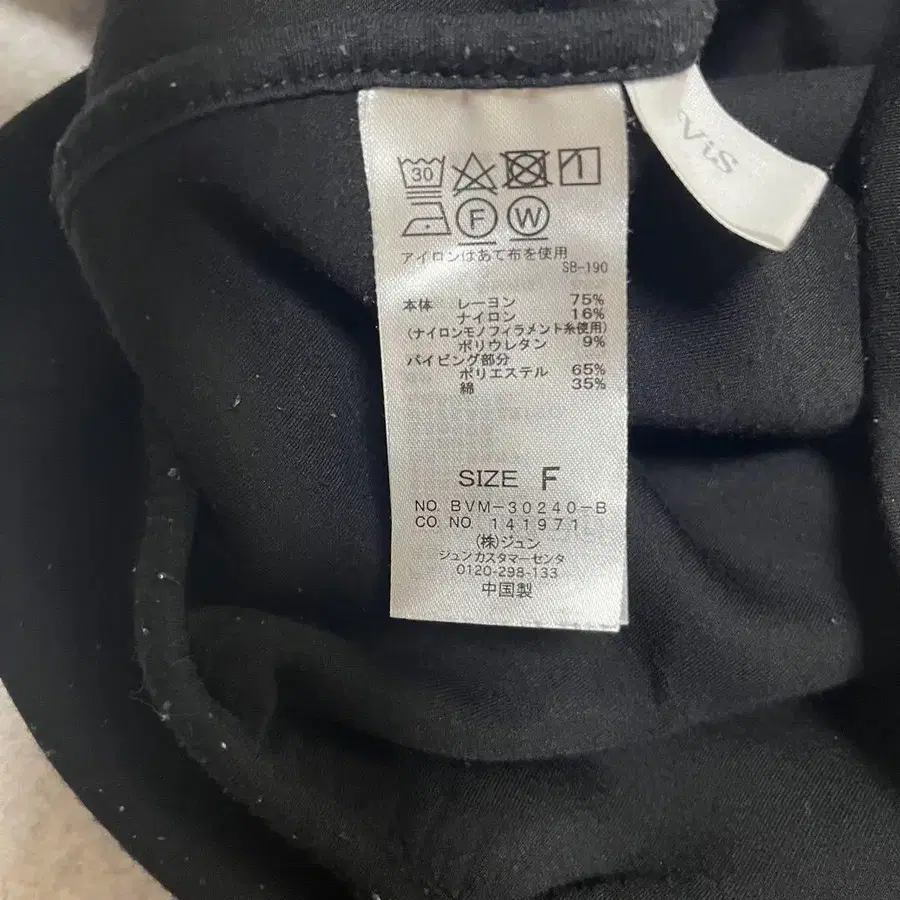 vis
30
F
W
アイロンはあて布を使用
SB-190
本体 レーヨン 75%
ナイロン 16%
(ナイロンモノフィラメント糸使用)
ポリウレタン 9%
パイピング部分
ポリエステル 65%
綿 35%
SIZE F
NO. BVM-30240-B
CO. NO. 141971
(株)ジュン
ジュンカスタマーセンタ
0120-298-133
中国製